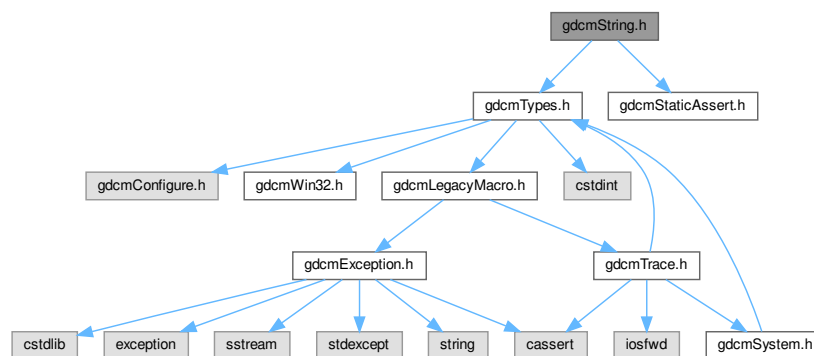 gdcmString.h
gdcmTypes.h
gdcmStaticAssert.h
gdcmConfigure.h
gdcmWin32.h
gdcmLegacyMacro.h
cstdint
gdcmException.h
gdcmTrace.h
cstdlib
exception
sstream
stdexcept
string
cassert
iosfwd
gdcmSystem.h